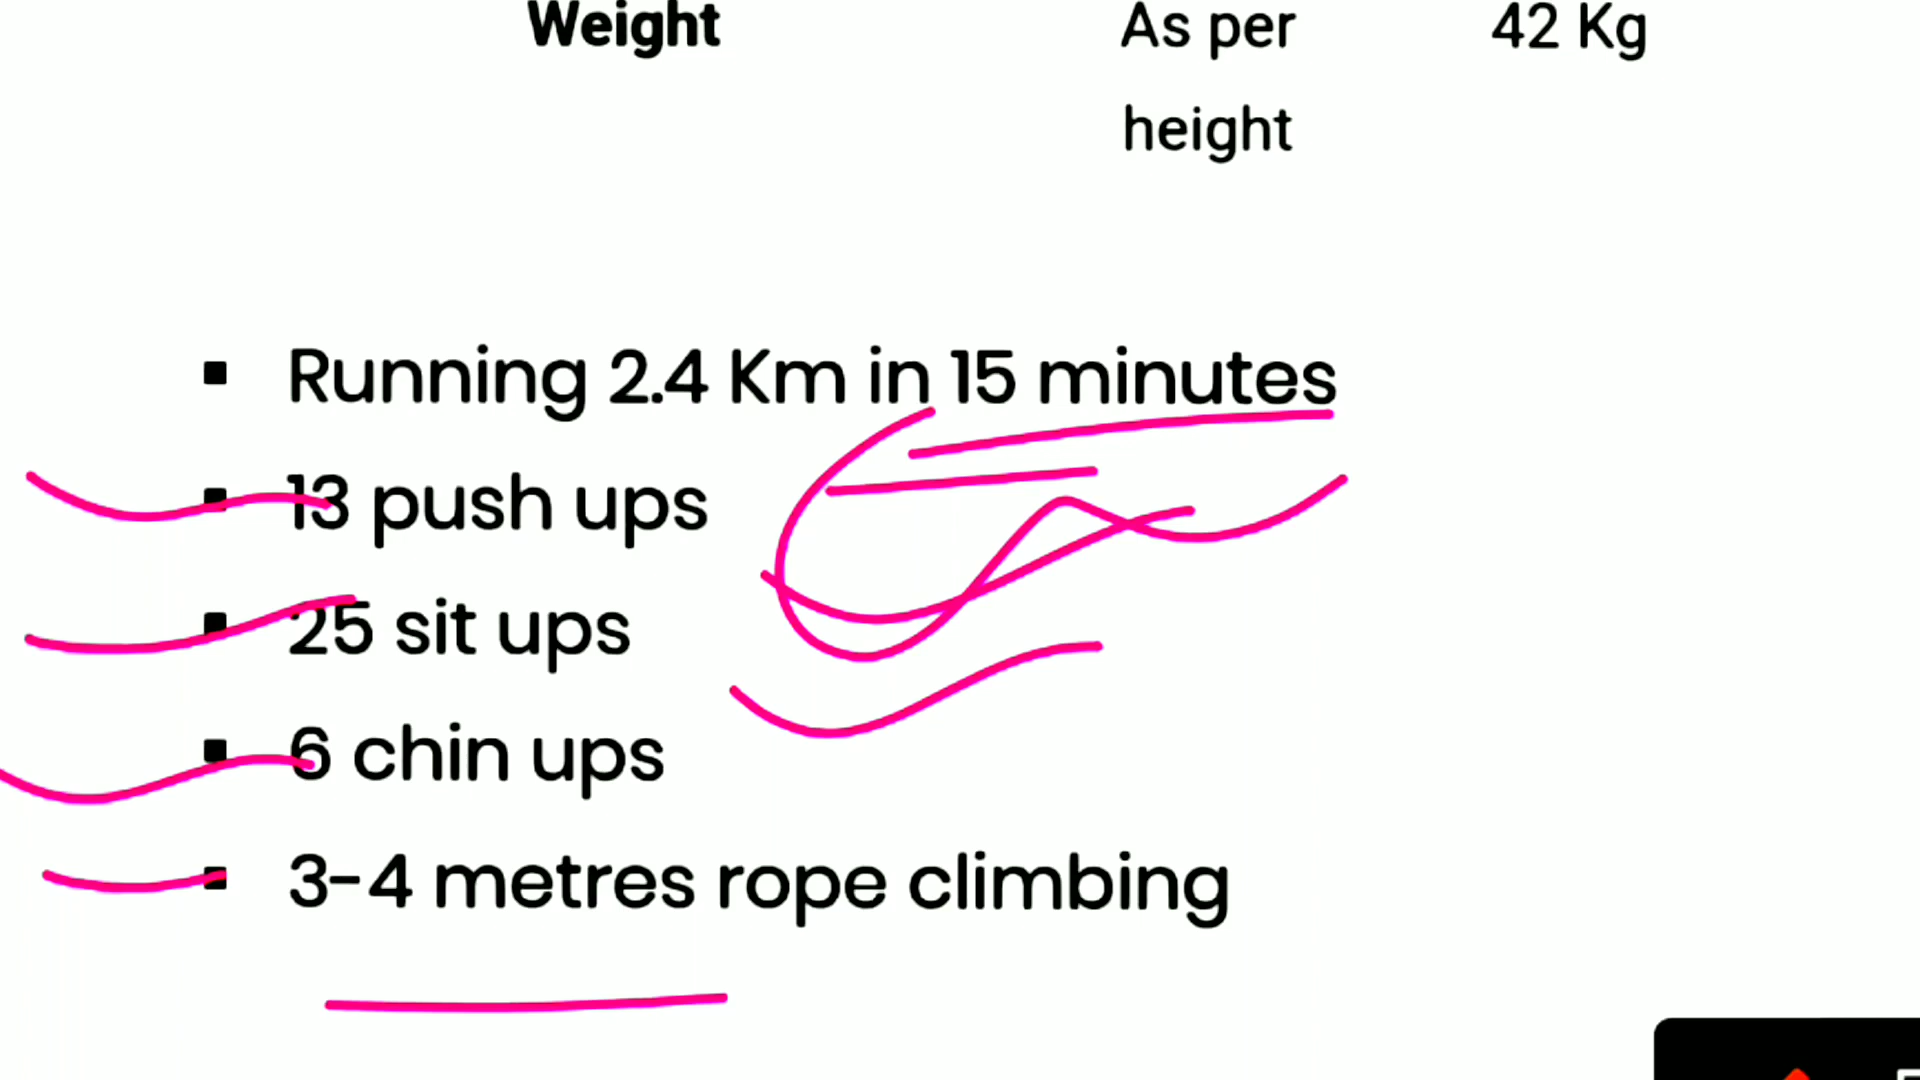 Weight As per 42 Kg
height
▪ Running 2.4 Km in 15 minutes
▪ 13 push ups
▪ 25 sit ups
▪ 6 chin ups
▪ 3-4 metres rope climbing